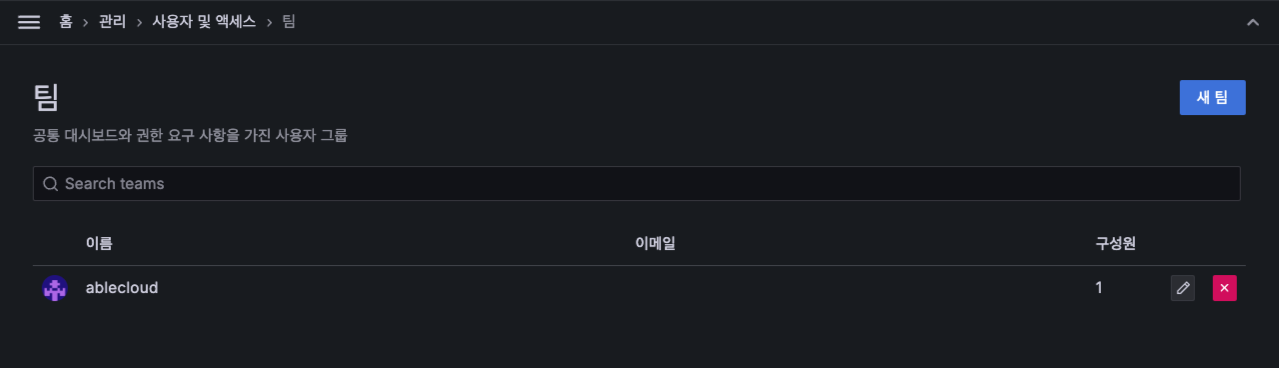 홈 > 관리 > 사용자 및 액세스 > 팀
팀
새 팀
공통 대시보드와 권한 요구 사항을 가진 사용자 그룹
Search teams
이름 이메일 구성원
ablecloud 1